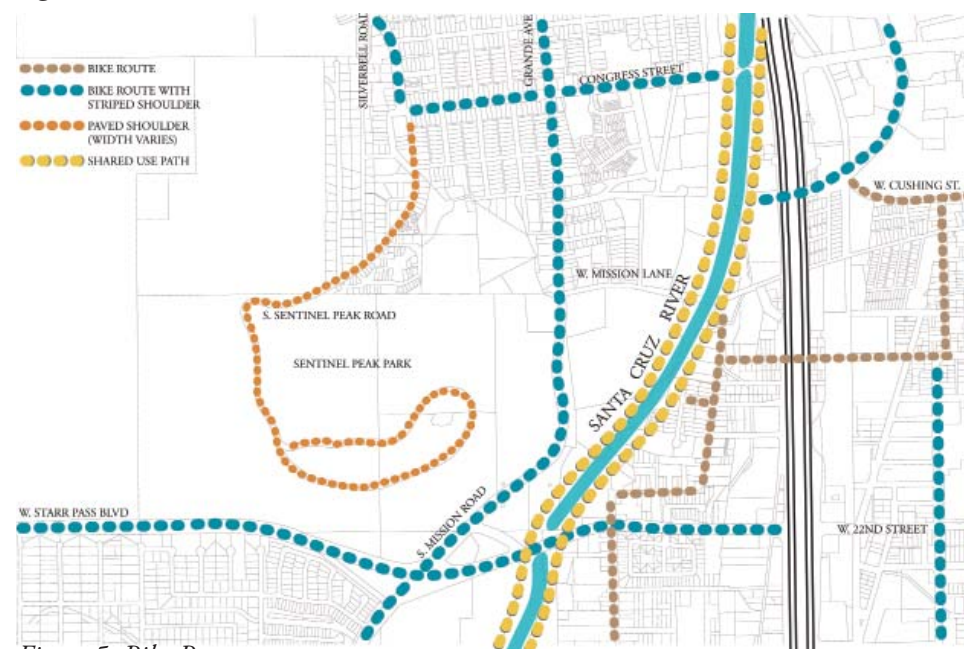 SILVERBELL ROAD
GRANDE AVE
CONGRESS STREET
BIKE ROUTE
BIKE ROUTE WITH
STRIPED SHOULDER
PAVED SHOULDER
(WIDTH VARIES)
SHARED USE PATH
W. CUSHING ST.
W. MISSION LANE
SANTA CRUZ RIVER
S. SENTINEL PEAK ROAD
SENTINEL PEAK PARK
W. STARR PASS BLVD
S. MISSION ROAD
W. 22ND STREET